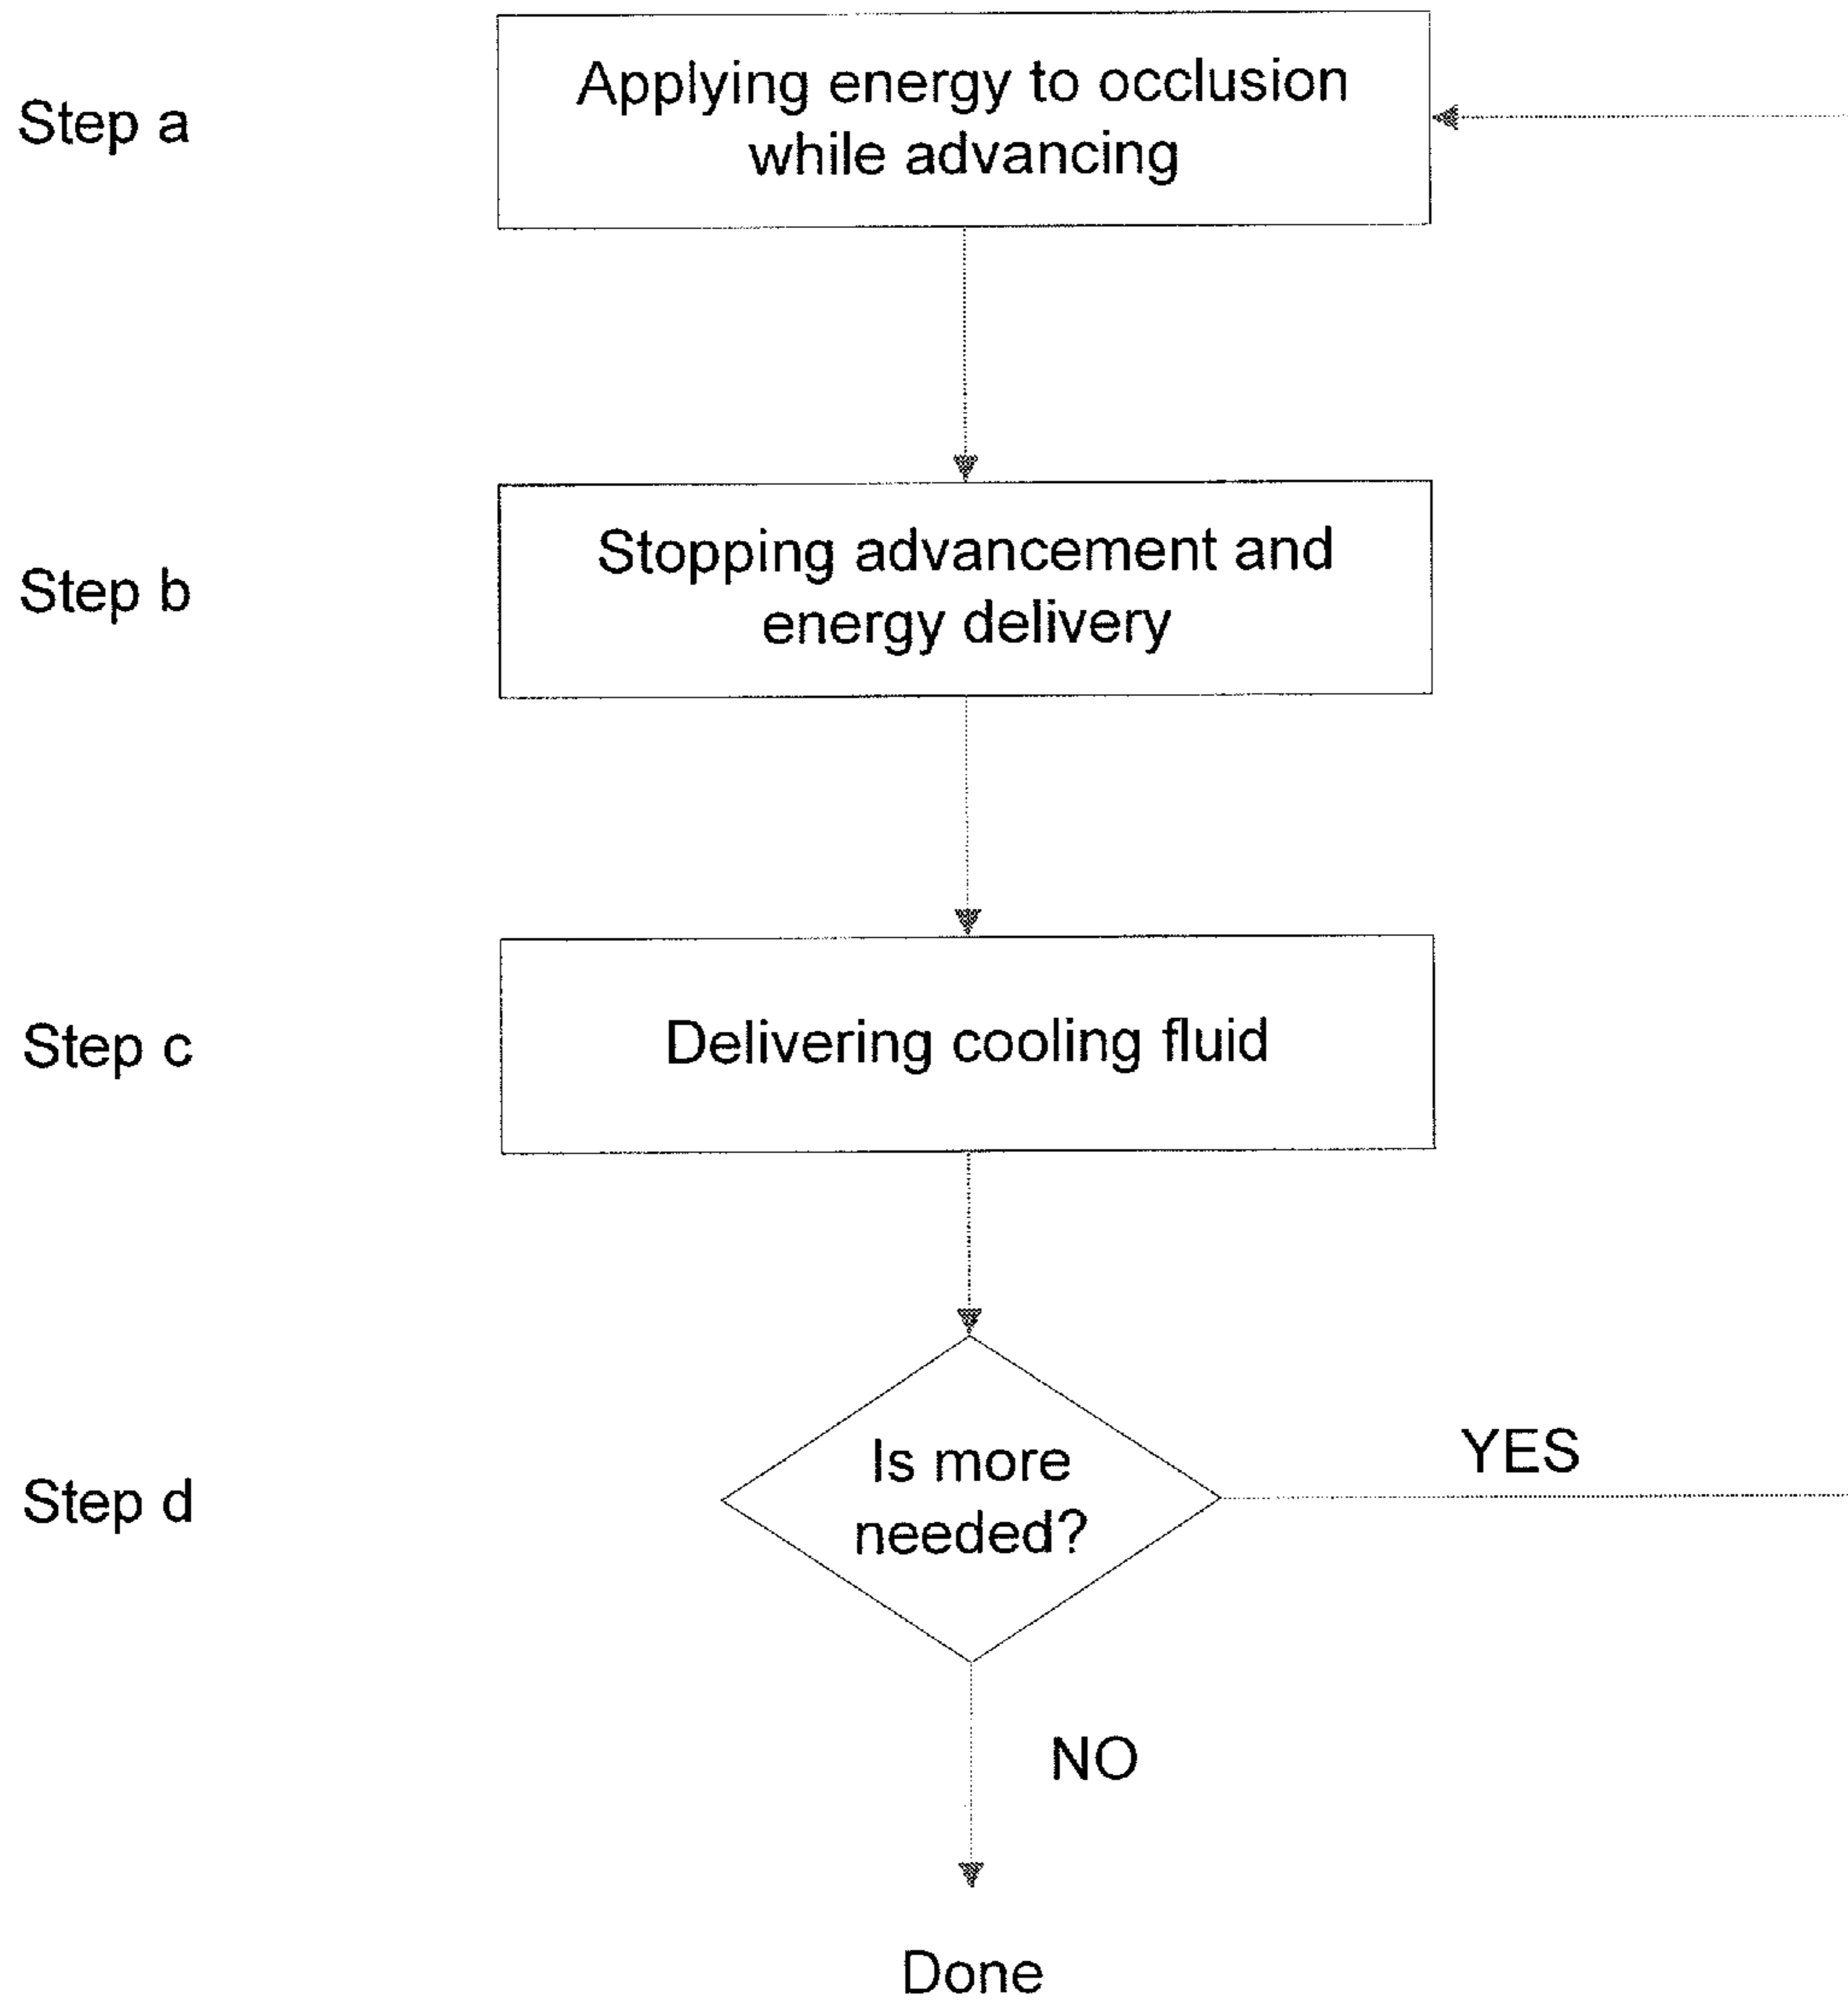 Step a
Applying energy to occlusion
while advancing
Step b
Stopping advancement and
energy delivery
Step c
Delivering cooling fluid
Step d
Is more
needed?
YES
NO
Done